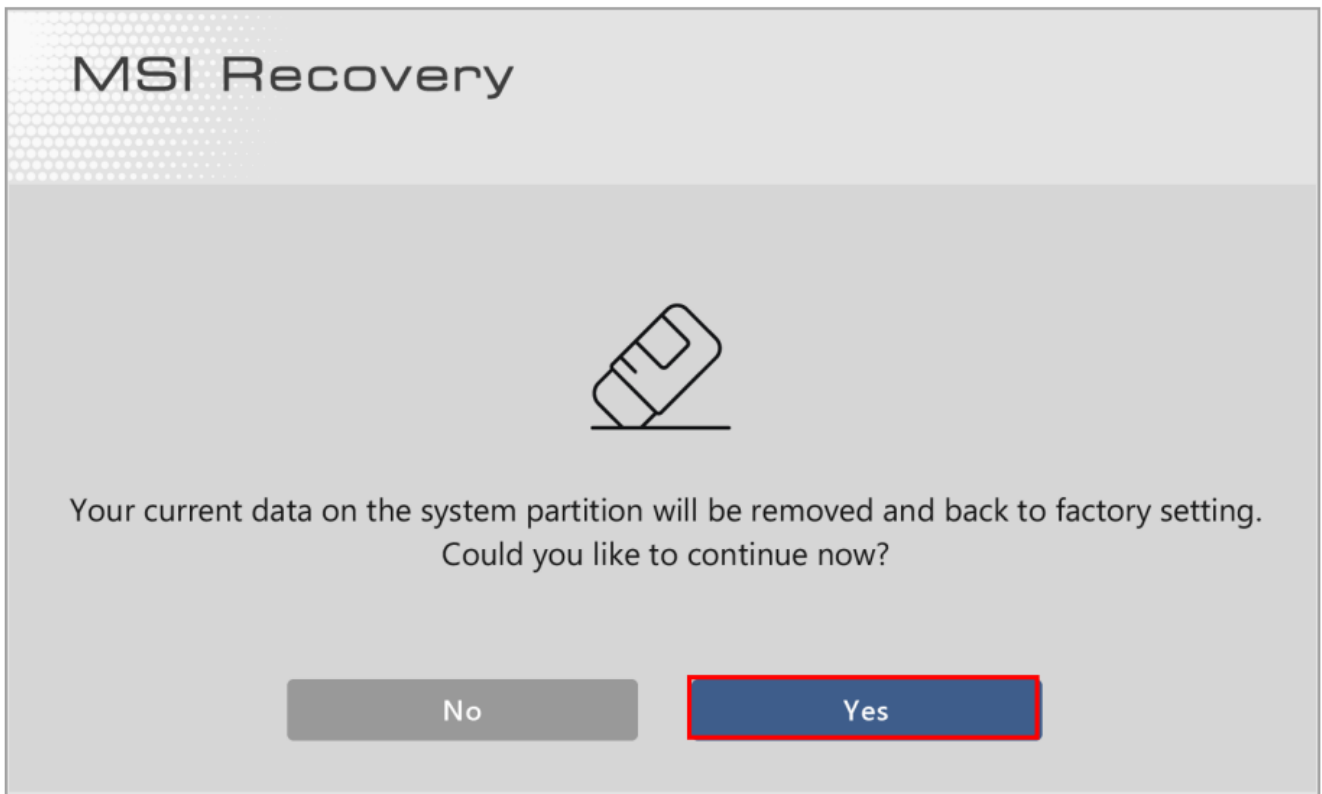 MSI Recovery
Your current data on the system partition will be removed and back to factory setting.
Could you like to continue now?
No
Yes